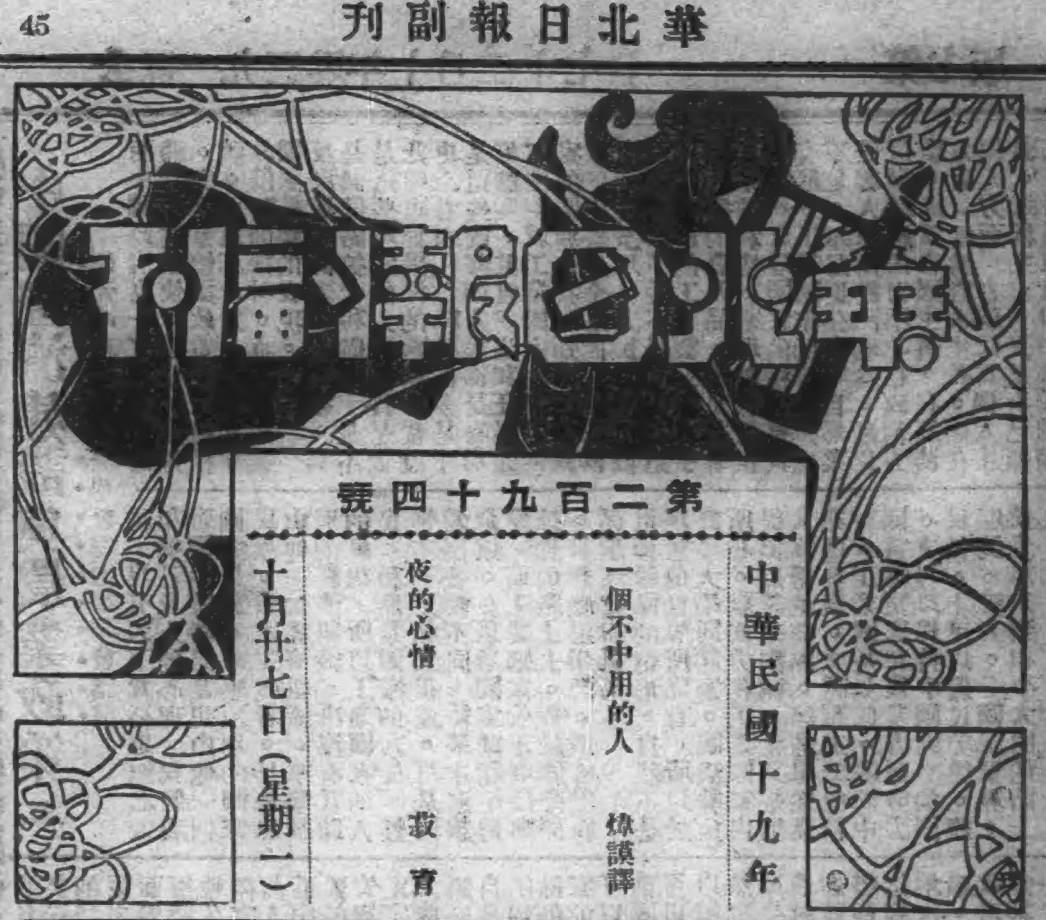 華北日報副刊
45
華北日報副刊
第二百九十四號
中華民國十九年
一個不中用的人 煒謨譯
夜的心情 菽育
十月廿七日(星期一)